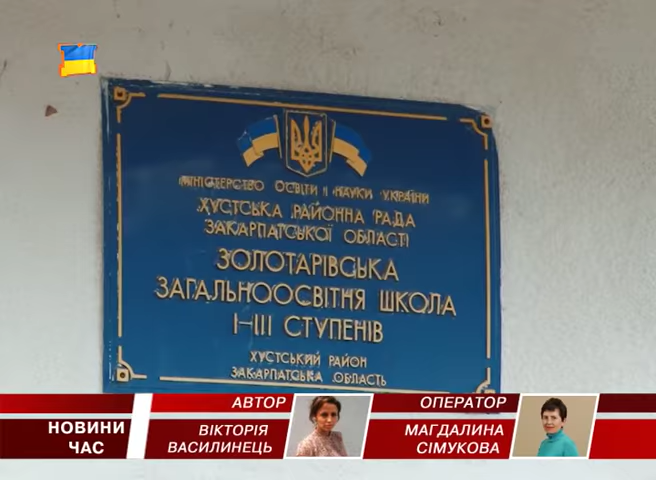 МІНІСТЕРСТВО ОСВІТИ І НАУКИ УКРАЇНИ
ХУСТСЬКА РАЙОННА РАДА
ЗАКАРПАТСЬКОЇ ОБЛАСТІ
ЗОЛОТАРІВСЬКА
ЗАГАЛЬНООСВІТНЯ ШКОЛА
І-ІІІ СТУПЕНІВ
ХУСТСЬКИЙ РАЙОН
ЗАКАРПАТСЬКА ОБЛАСТЬ
НОВИНИ
ЧАС
АВТОР
ВІКТОРІЯ
ВАСИЛИНЕЦЬ
ОПЕРАТОР
МАГДАЛИНА
СІМУКОВА